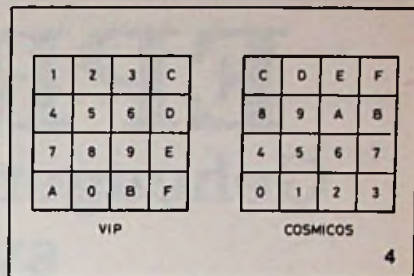 1 2 3 C
4 5 6 D
7 8 9 E
A 0 B F
VIP
C D E F
8 9 A B
4 5 6 7
0 1 2 3
COSMICOS
4